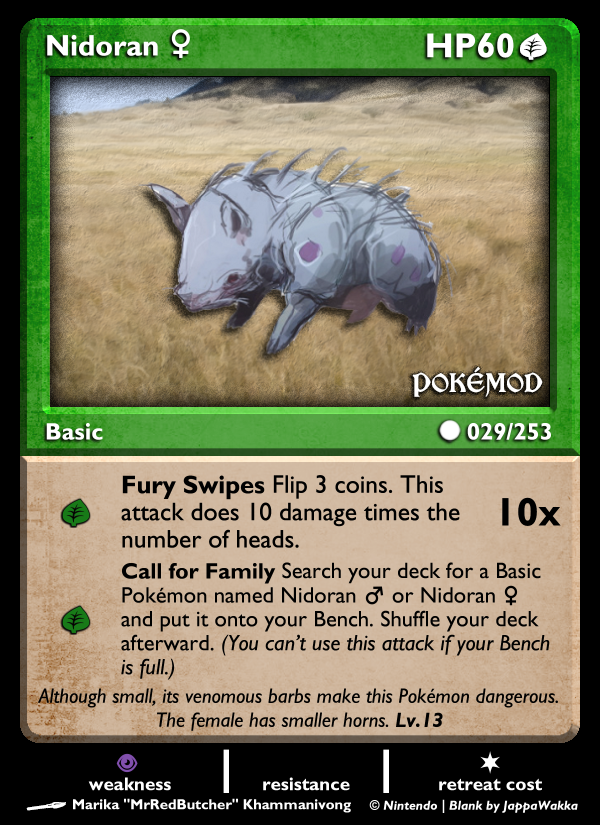 Nidoran ♀ HP60
POKÉMOD
Basic 029/253
Fury Swipes Flip 3 coins. This
attack does 10 damage times the
number of heads.
10x
Call for Family Search your deck for a Basic
Pokémon named Nidoran ♂ or Nidoran ♀
and put it onto your Bench. Shuffle your deck
afterward. (You can't use this attack if your Bench
is full.)
Although small, its venomous barbs make this Pokémon dangerous.
The female has smaller horns. Lv.13
weakness resistance retreat cost
Marika "MrRedButcher" Khammanivong © Nintendo | Blank by JappaWakka